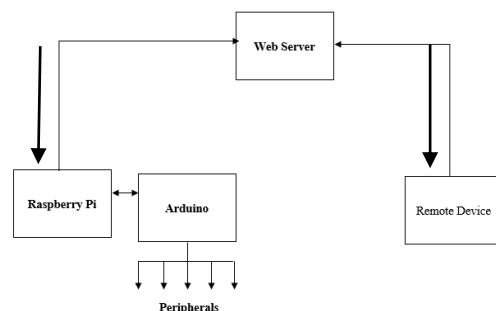 Web Server
Raspberry Pi
Arduino
Remote Device
Peripherals